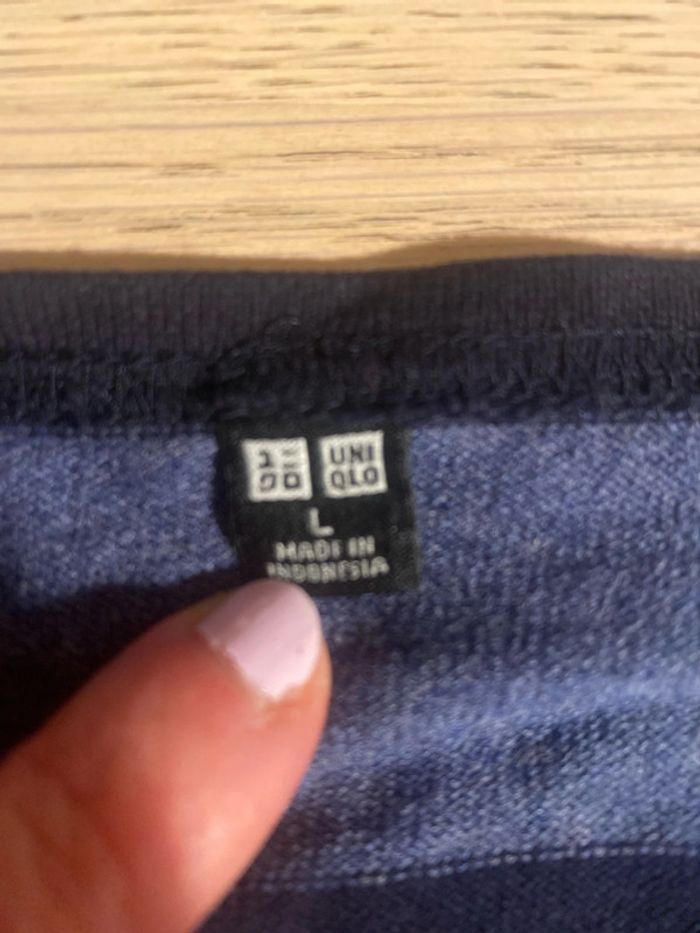 ユニ UNI
クロ QLO
L
MADE IN
INDONESIA